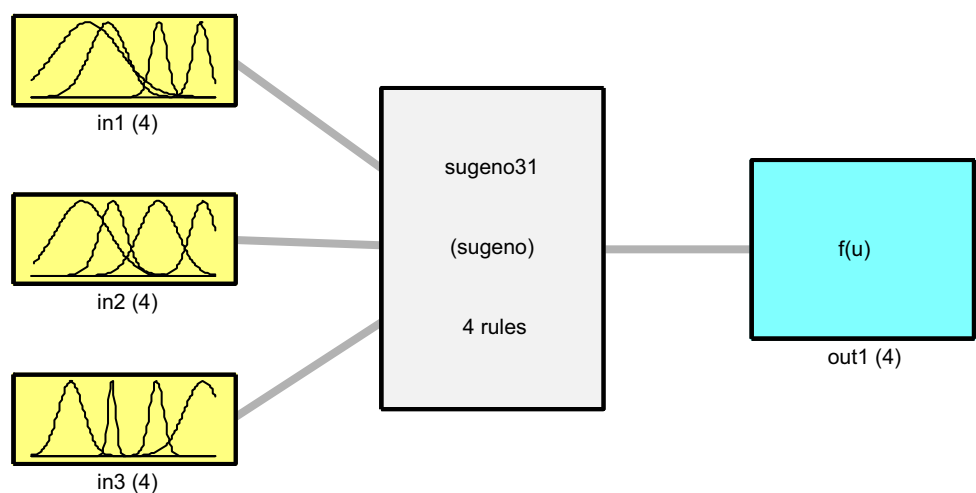 in1 (4)
in2 (4)
in3 (4)
sugeno31
(sugeno)
4 rules
f(u)
out1 (4)